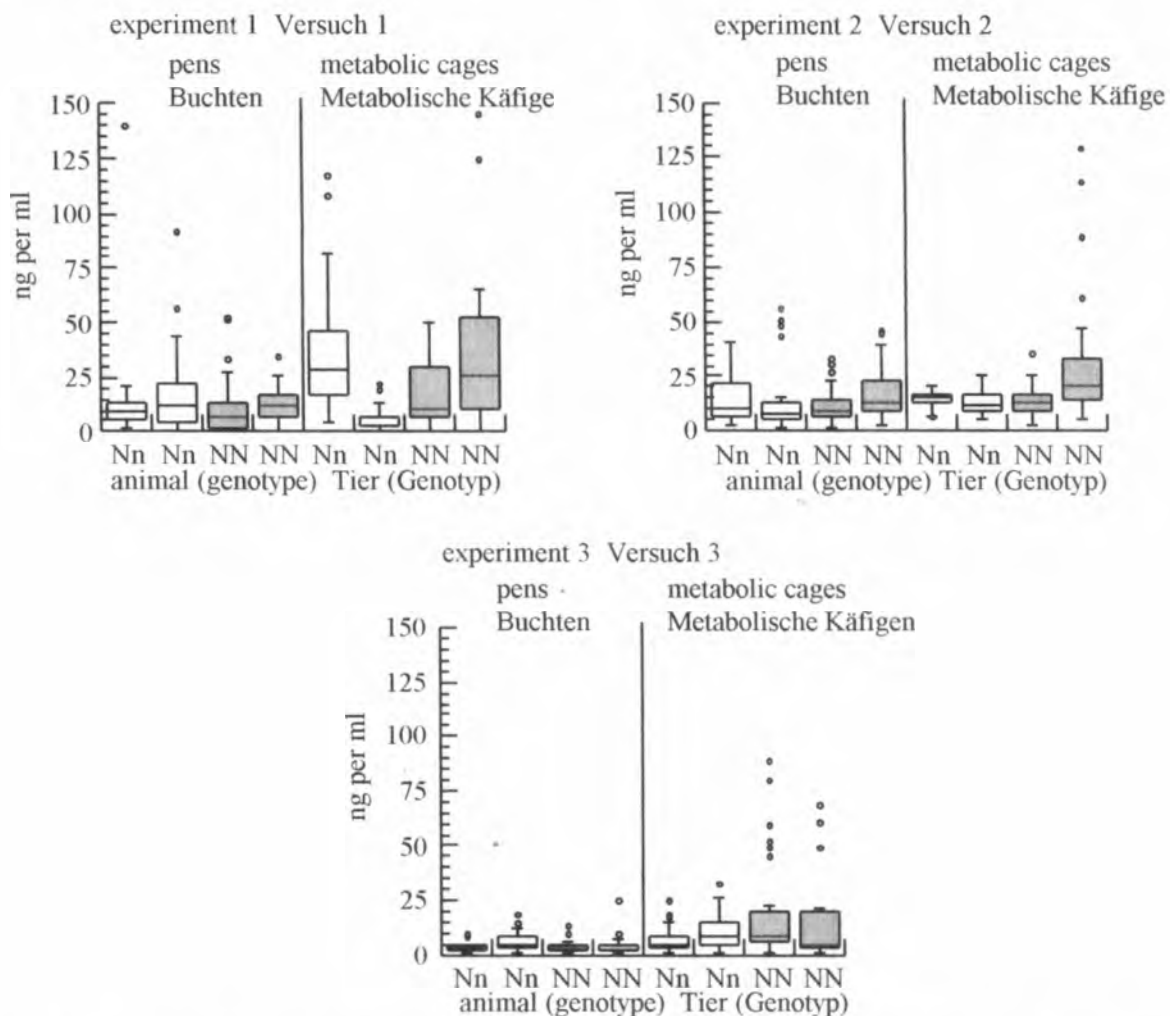 experiment 1 Versuch 1
pens metabolic cages
Buchten Metabolische Käfige
150
125
100
75
50
25
0
ng per ml
Nn Nn NN NN Nn Nn NN NN
animal (genotype) Tier (Genotyp)
experiment 2 Versuch 2
pens metabolic cages
Buchten Metabolische Käfige
150
125
100
75
50
25
0
ng per ml
Nn Nn NN NN Nn Nn NN NN
animal (genotype) Tier (Genotyp)
experiment 3 Versuch 3
pens metabolic cages
Buchten Metabolische Käfigen
150
125
100
75
50
25
0
ng per ml
Nn Nn NN NN Nn Nn NN NN
animal (genotype) Tier (Genotyp)